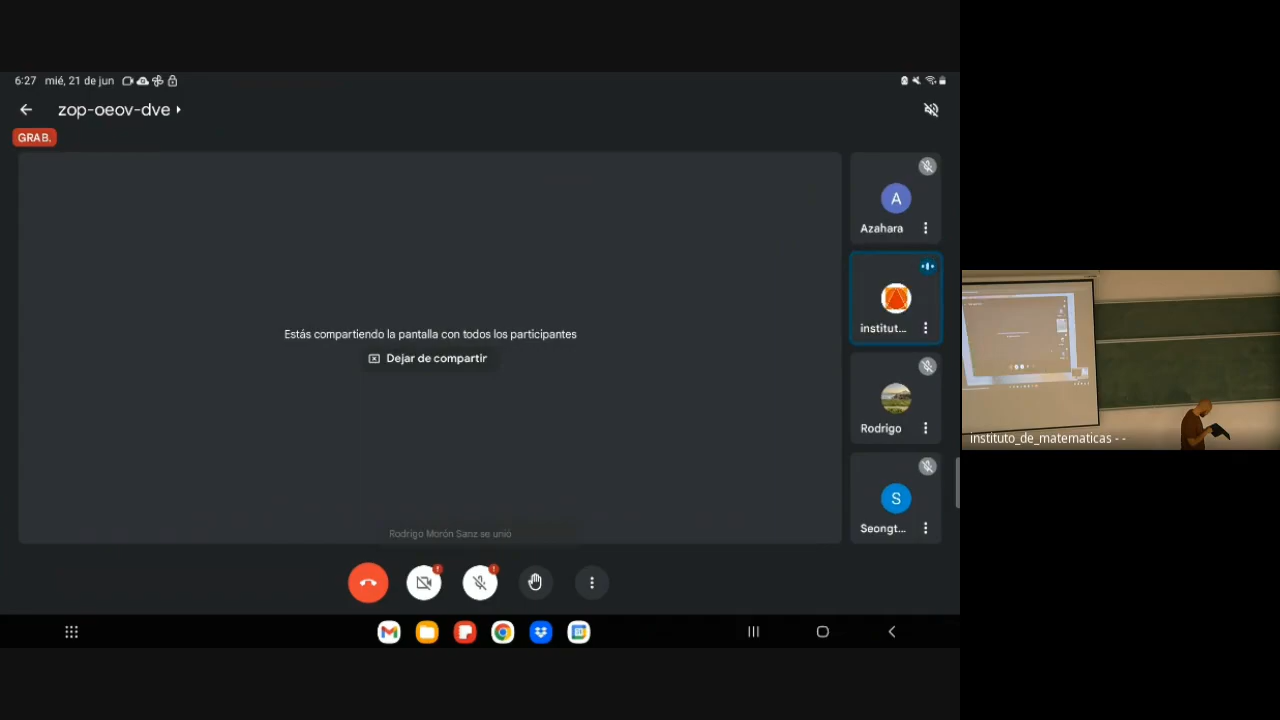 6:27 mié, 21 de jun
zop-oeov-dve
GRAB.
A
Azahara
institut...
Estás compartiendo la pantalla con todos los participantes
Dejar de compartir
Rodrigo
S
Seongt...
Rodrigo Morón Sanz se unió
instituto_de_matematicas - -